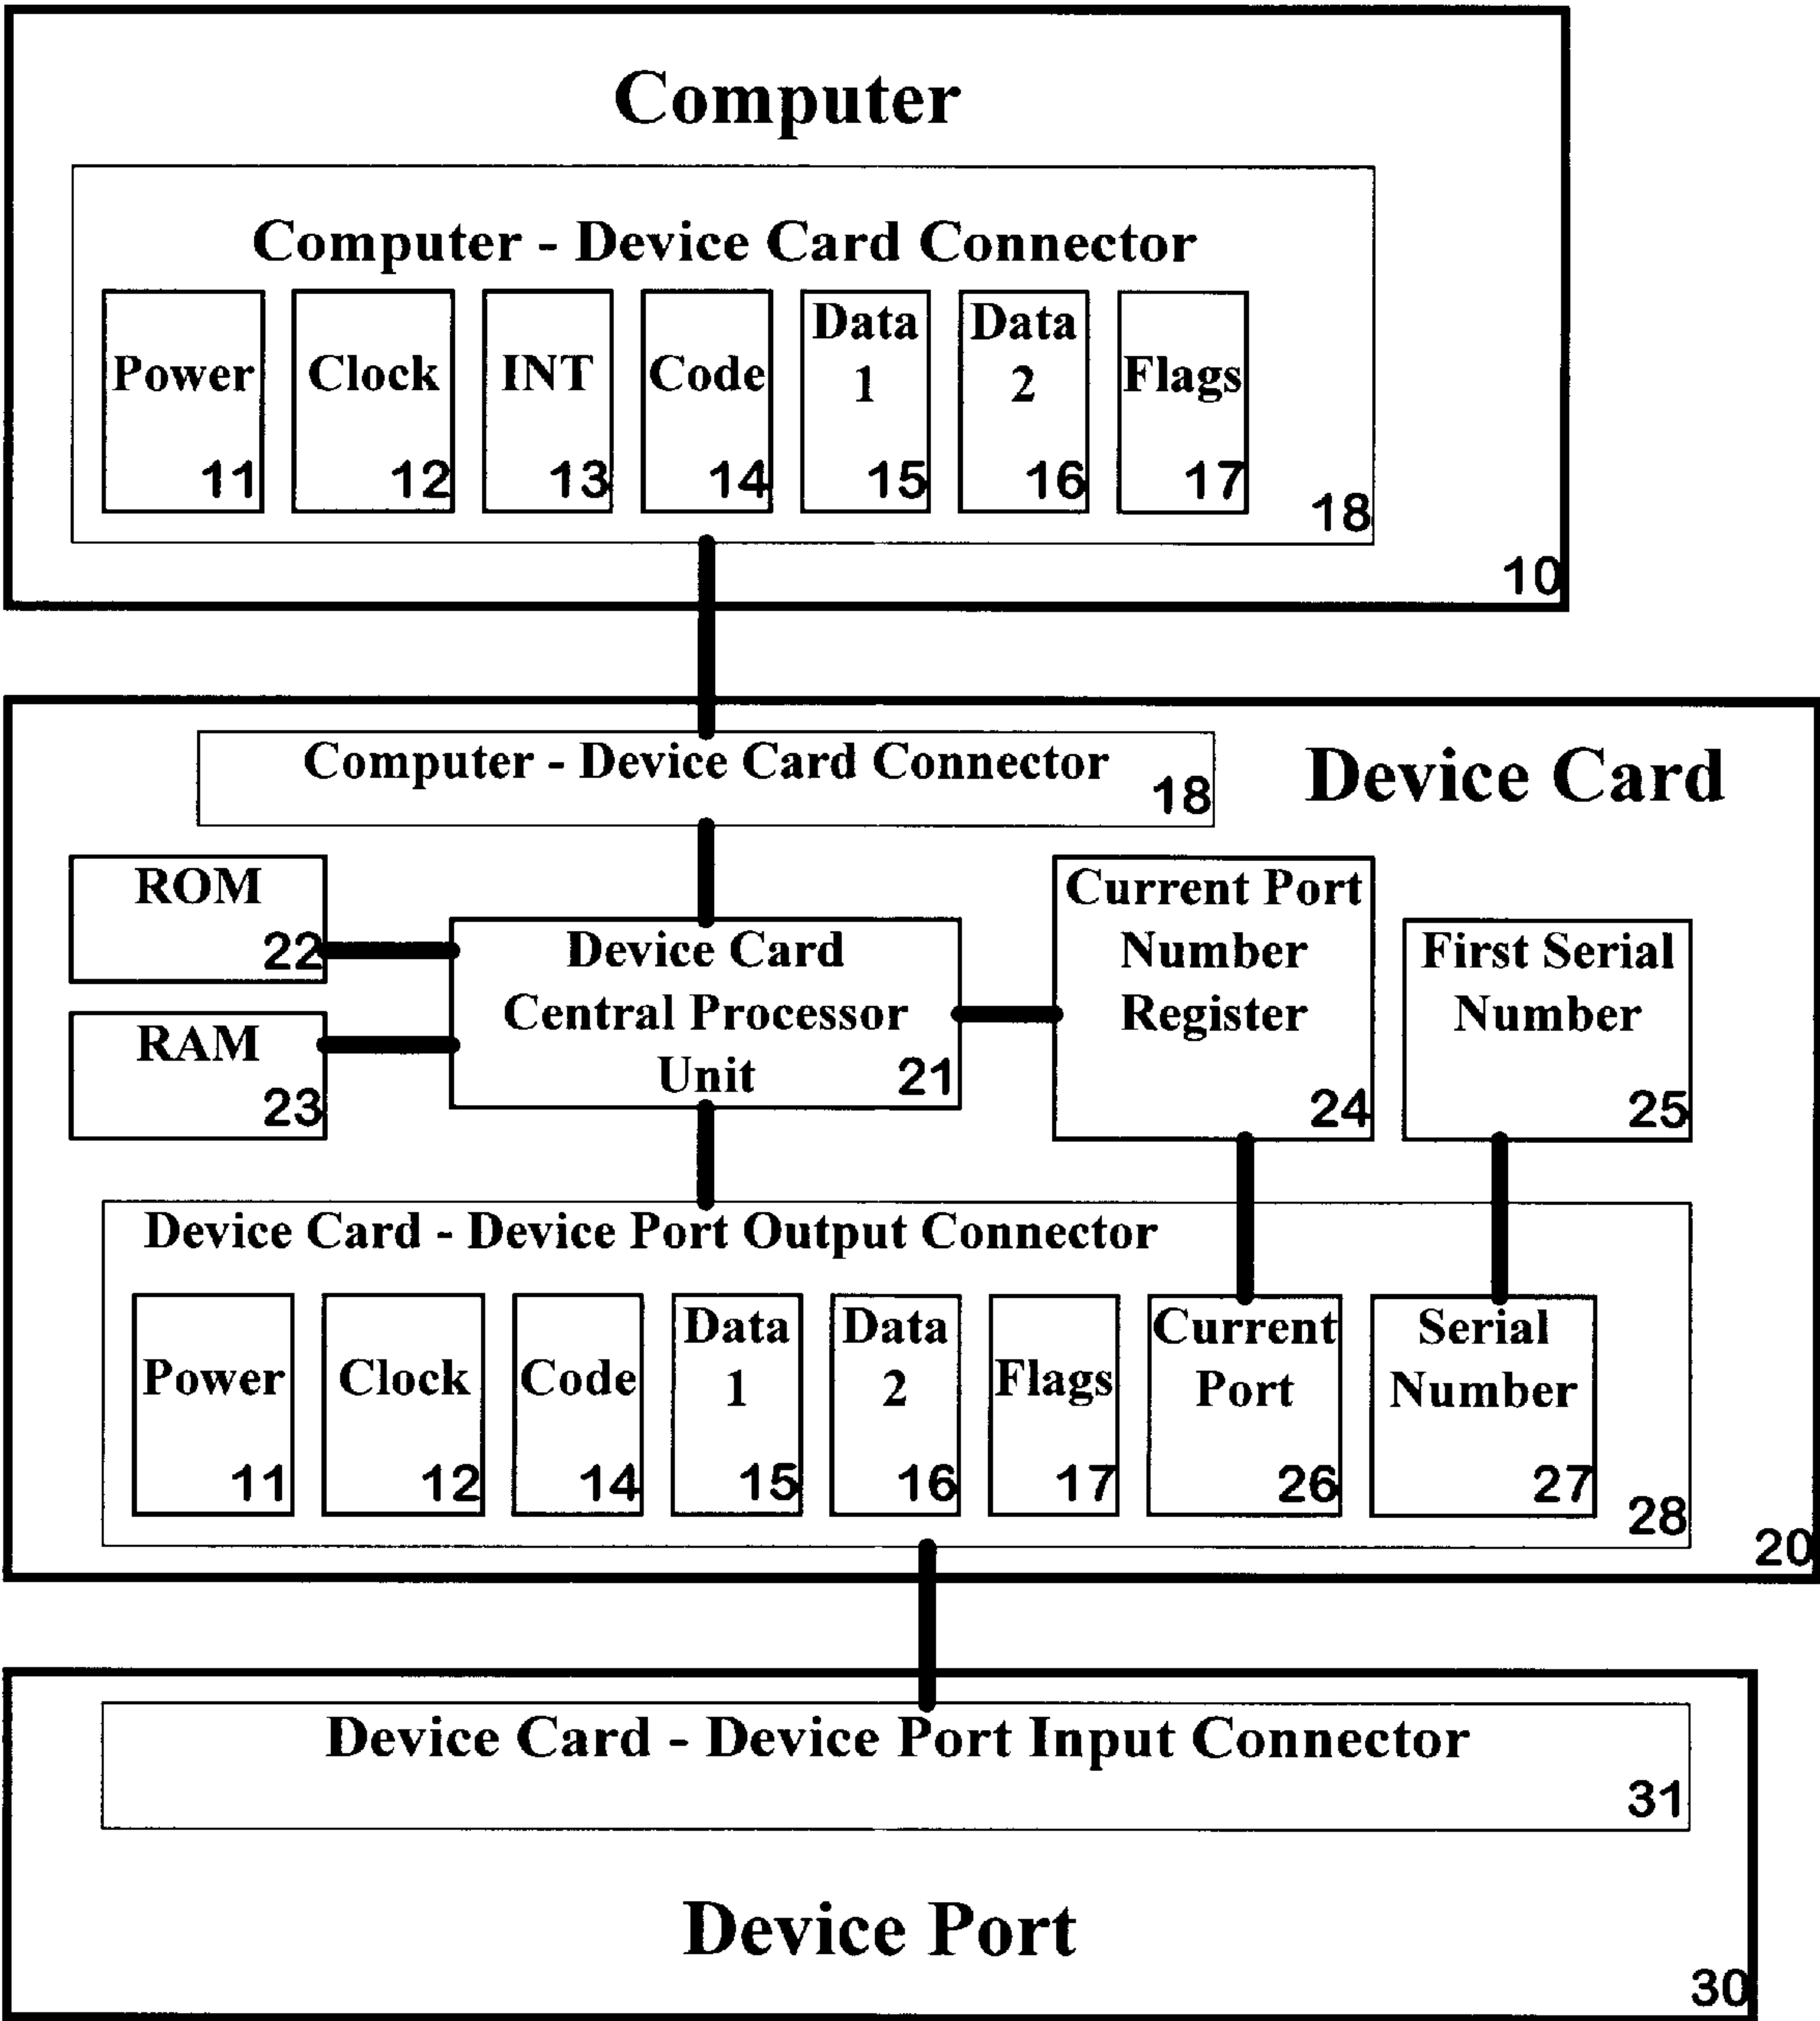 Computer
Computer - Device Card Connector
Power
11
Clock
12
INT
13
Code
14
Data
1
15
Data
2
16
Flags
17
18
10
Device Card
Computer - Device Card Connector
18
ROM
22
RAM
23
Device Card
Central Processor
Unit
21
Current Port
Number
Register
24
First Serial
Number
25
Device Card - Device Port Output Connector
Power
11
Clock
12
Code
14
Data
1
15
Data
2
16
Flags
17
Current
Port
26
Serial
Number
27
28
20
Device Card - Device Port Input Connector
31
Device Port
30